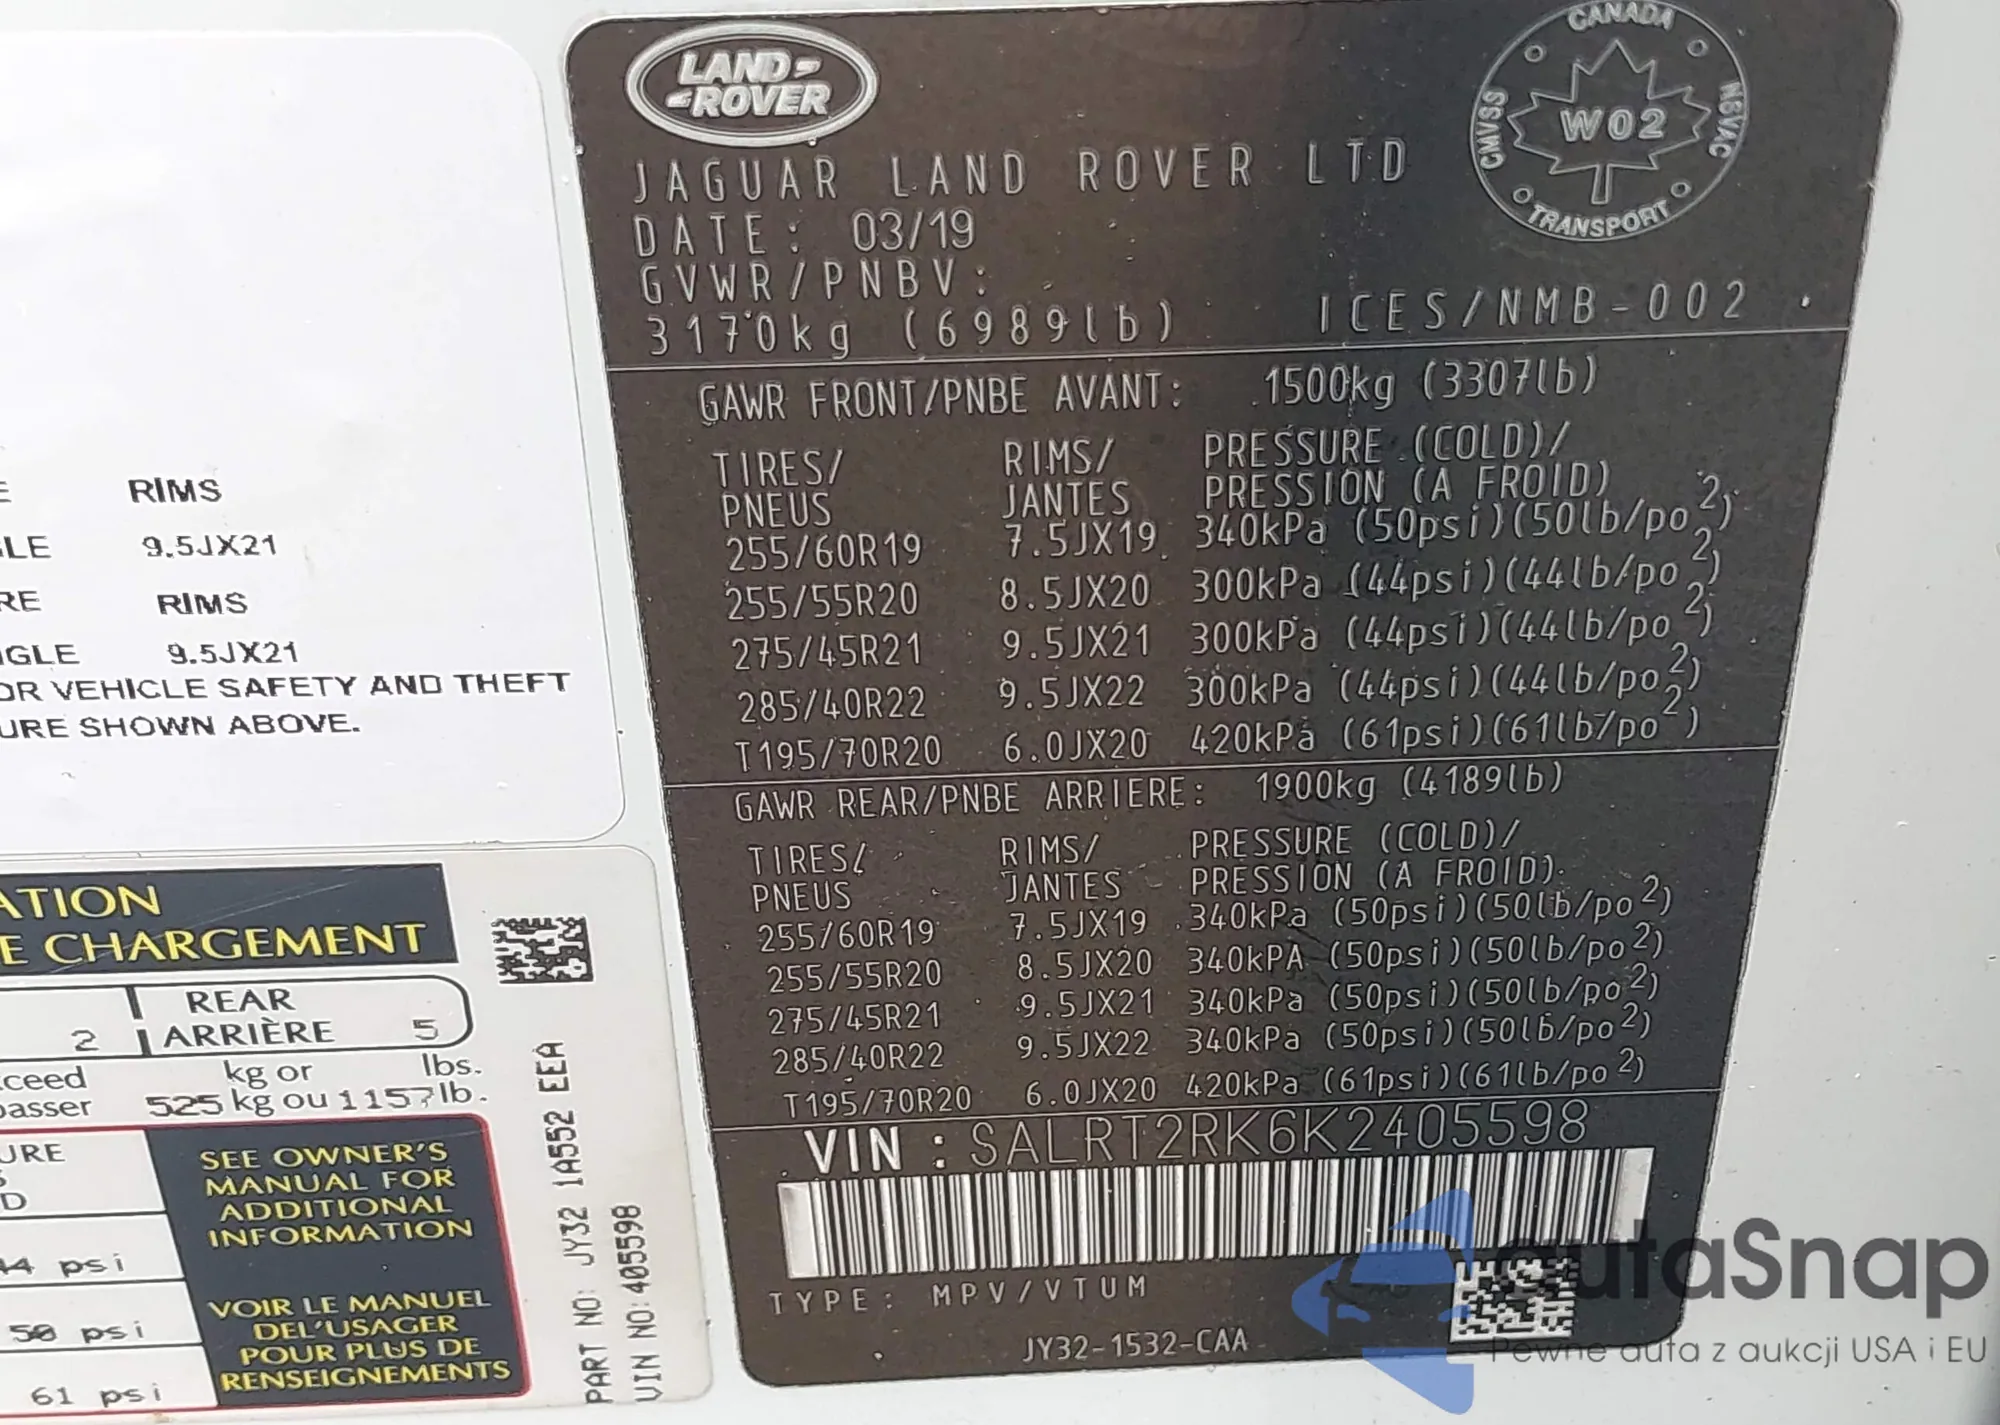 RIMS
LE 9.5JX21
RE RIMS
GLE 9.5JX21
OR VEHICLE SAFETY AND THEFT
URE SHOWN ABOVE.
ATION
E CHARGEMENT
2
REAR
ARRIÈRE 5
ceed kg or lbs.
passer 525 kg ou 1157 lb.
URE
D
44 psi
50 psi
61 psi
SEE OWNER'S
MANUAL FOR
ADDITIONAL
INFORMATION
VOIR LE MANUEL
DEL'USAGER
POUR PLUS DE
RENSEIGNEMENTS
PART NO: JY32 1A552 EEA
VIN NO: 405598
LAND-
-ROVER
CANADA
CMVSS
NSVAC
W02
TRANSPORT
JAGUAR LAND ROVER LTD
DATE: 03/19
GVWR/PNBV:
3170kg (6989lb) ICES/NMB-002
GAWR FRONT/PNBE AVANT: 1500kg (3307lb)
TIRES/ RIMS/ PRESSURE (COLD)/
PNEUS JANTES PRESSION (A FROID)
255/60R19 7.5JX19 340kPa (50psi)(50lb/po2)
255/55R20 8.5JX20 300kPa (44psi)(44lb/po2)
275/45R21 9.5JX21 300kPa (44psi)(44lb/po2)
285/40R22 9.5JX22 300kPa (44psi)(44lb/po2)
T195/70R20 6.0JX20 420kPa (61psi)(61lb/po2)
GAWR REAR/PNBE ARRIERE: 1900kg (4189lb)
TIRES/ RIMS/ PRESSURE (COLD)/
PNEUS JANTES PRESSION (A FROID)
255/60R19 7.5JX19 340kPa (50psi)(50lb/po2)
255/55R20 8.5JX20 340kPA (50psi)(50lb/po2)
275/45R21 9.5JX21 340kPa (50psi)(50lb/po2)
285/40R22 9.5JX22 340kPa (50psi)(50lb/po2)
T195/70R20 6.0JX20 420kPa (61psi)(61lb/po2)
VIN: SALRT2RK6K2405598
TYPE: MPV/VTUM
JY32-1532-CAA
autaSnap
Pewne auta z aukcji USA i EU